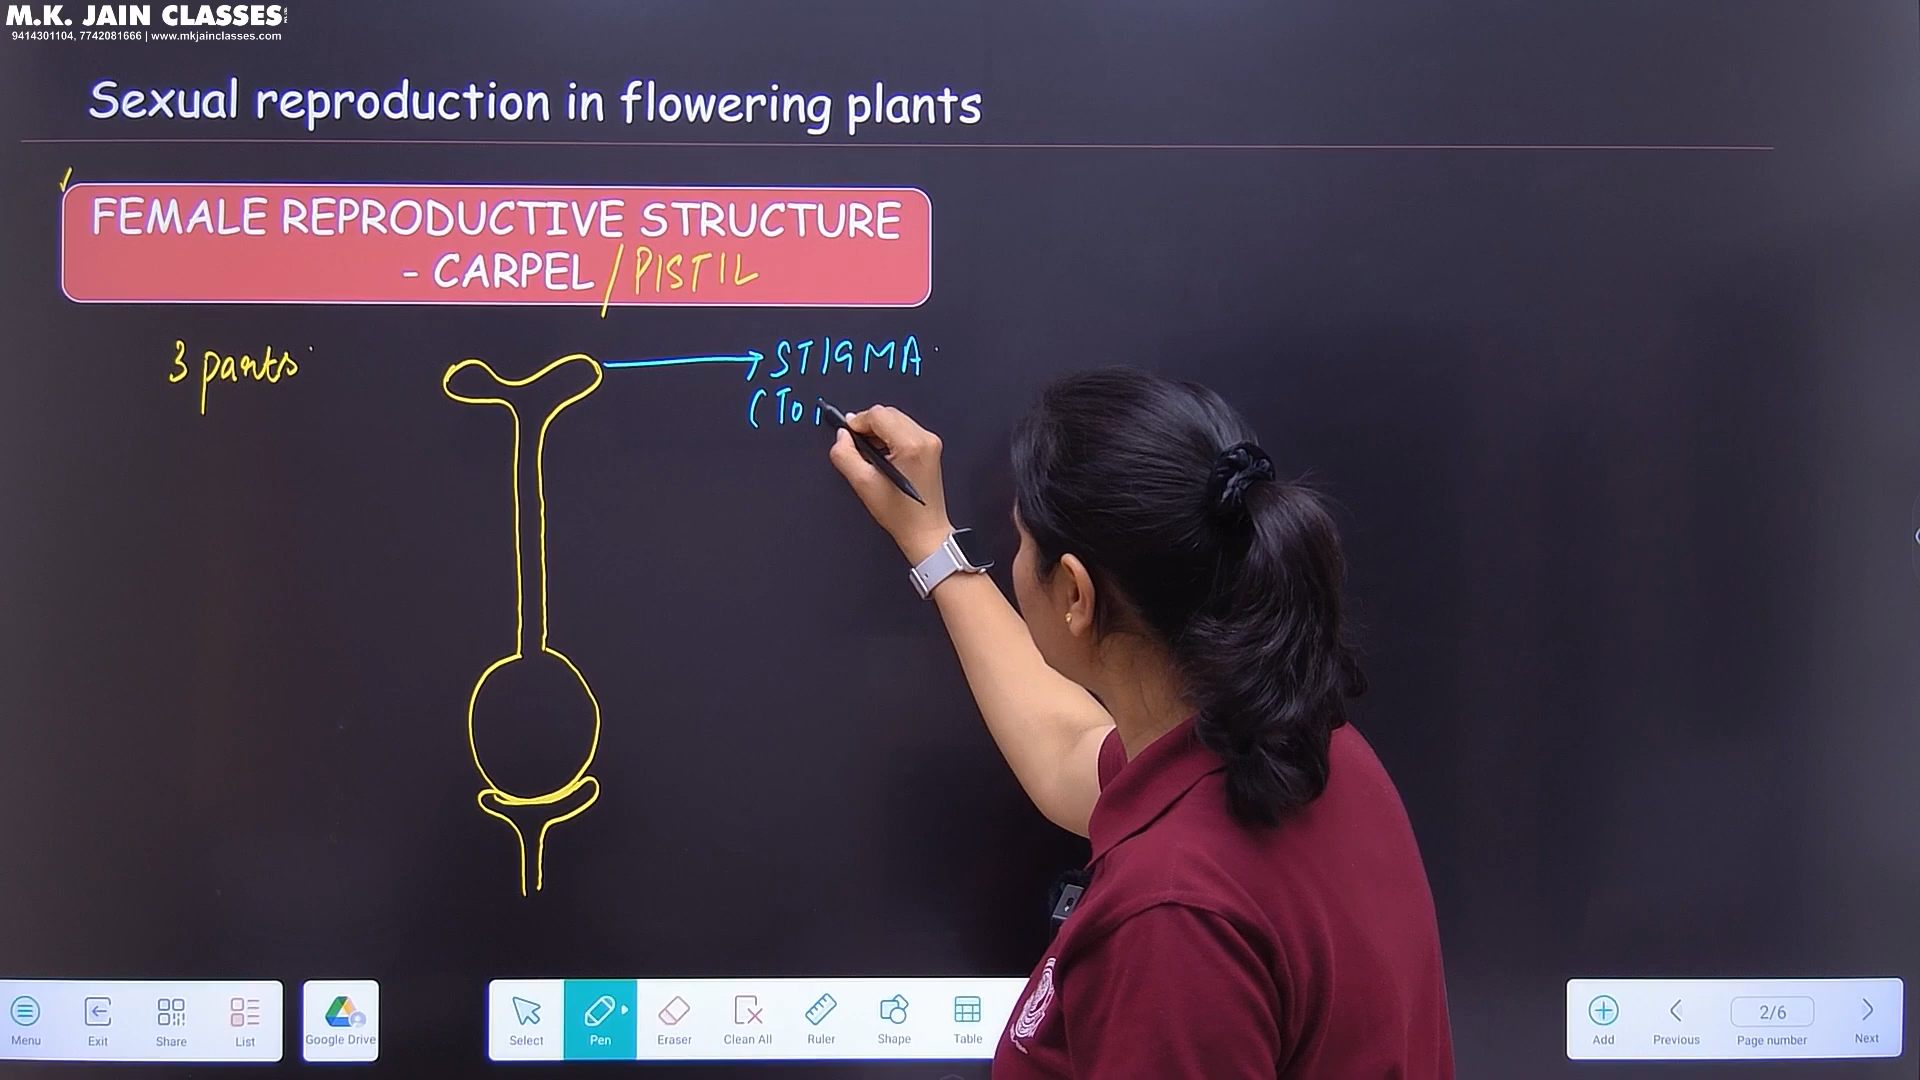 M.K. JAIN CLASSES
9414301104, 7742081666 | www.mkjainclasses.com
Sexual reproduction in flowering plants
FEMALE REPRODUCTIVE STRUCTURE
- CARPEL / PISTIL
3 parts
STIGMA
(To
Menu
Exit
Share
List
Google Drive
Select
Pen
Eraser
Clean All
Ruler
Shape
Table
Add
Previous
2/6
Page number
Next